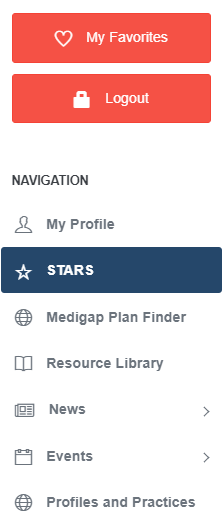 My Favorites
Logout
NAVIGATION
My Profile
STARS
Medigap Plan Finder
Resource Library
News
Events
Profiles and Practices